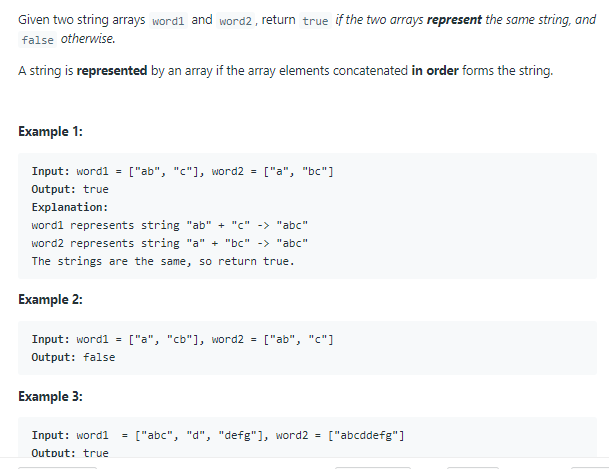 Given two string arrays word1 and word2, return true if the two arrays represent the same string, and
false otherwise.
A string is represented by an array if the array elements concatenated in order forms the string.
Example 1:
Input: word1 = ["ab", "c"], word2 = ["a", "bc"]
Output: true
Explanation:
word1 represents string "ab" + "c" -> "abc"
word2 represents string "a" + "bc" -> "abc"
The strings are the same, so return true.
Example 2:
Input: word1 = ["a", "cb"], word2 = ["ab", "c"]
Output: false
Example 3:
Input: word1  = ["abc", "d", "defg"], word2 = ["abcddefg"]
Output: true